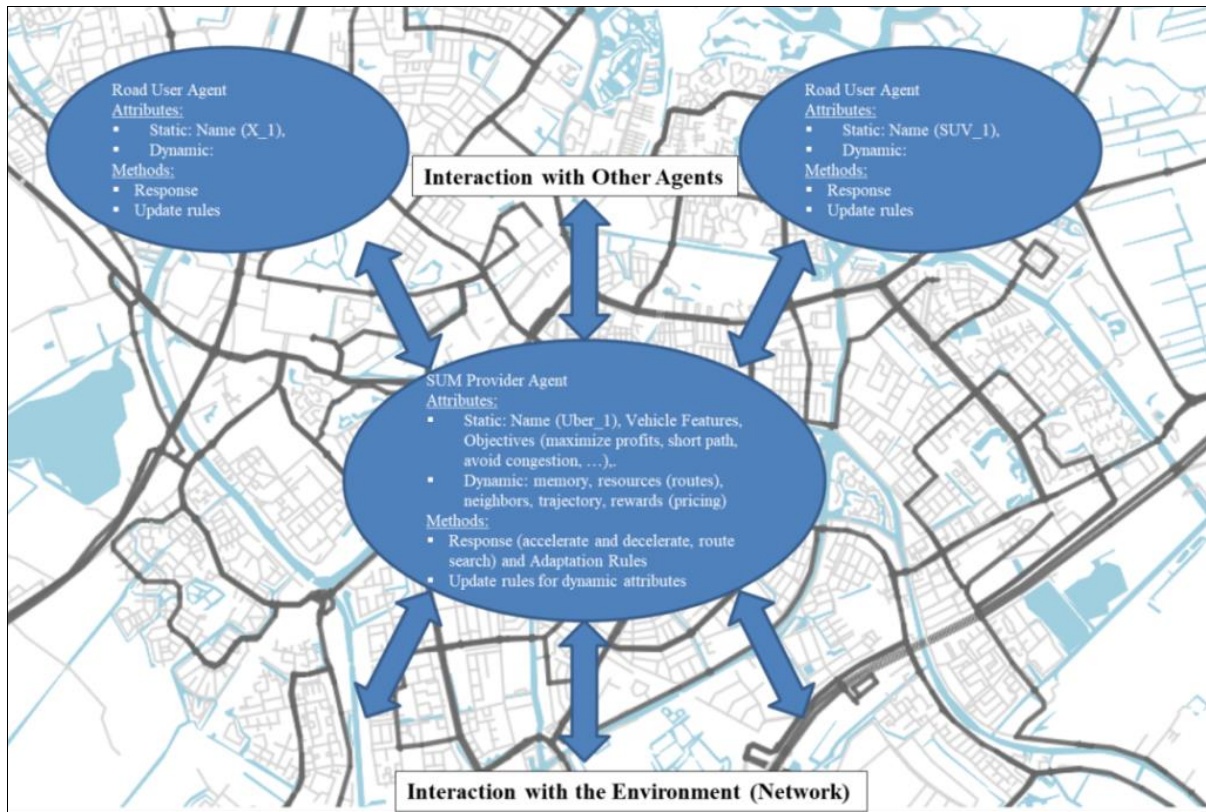 Road User Agent
Attributes:
▪ Static: Name (X_1),
▪ Dynamic:
Methods:
▪ Response
▪ Update rules
Road User Agent
Attributes:
▪ Static: Name (SUV_1),
▪ Dynamic:
Methods:
▪ Response
▪ Update rules
Interaction with Other Agents
SUM Provider Agent
Attributes:
▪ Static: Name (Uber_1), Vehicle Features,
Objectives (maximize profits, short path,
avoid congestion, …),.
▪ Dynamic: memory, resources (routes),
neighbors, trajectory, rewards (pricing)
Methods:
▪ Response (accelerate and decelerate, route
search) and Adaptation Rules
▪ Update rules for dynamic attributes
Interaction with the Environment (Network)